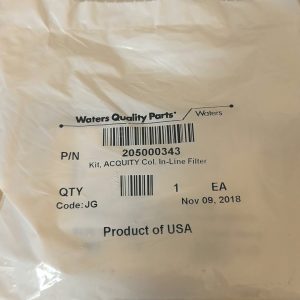 Waters Quality Parts™ Waters
P/N 205000343
Kit, ACQUITY Col. In-Line Filter
QTY 1 EA
Code: JG Nov 09, 2018
Product of USA